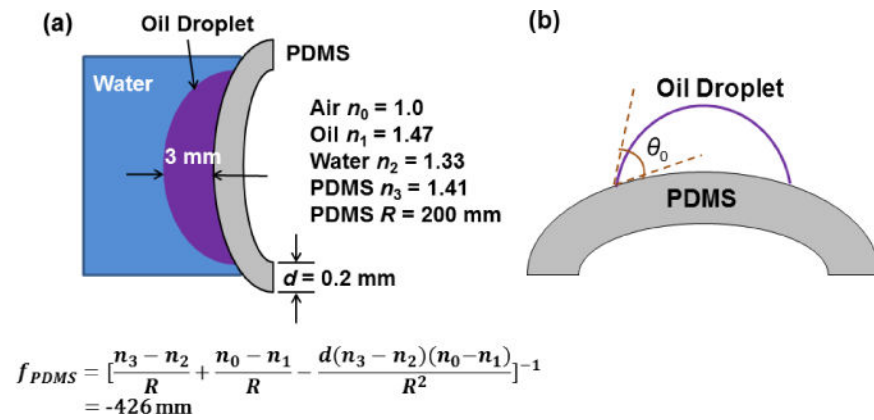 (a)
Oil Droplet
PDMS
Water
3 mm
Air n₀ = 1.0
Oil n₁ = 1.47
Water n₂ = 1.33
PDMS n₃ = 1.41
PDMS R = 200 mm
d = 0.2 mm
f_PDMS = [(n₃ − n₂)/R + (n₀ − n₁)/R − d(n₃ − n₂)(n₀−n₁)/R²]⁻¹
= -426 mm
(b)
Oil Droplet
θ₀
PDMS